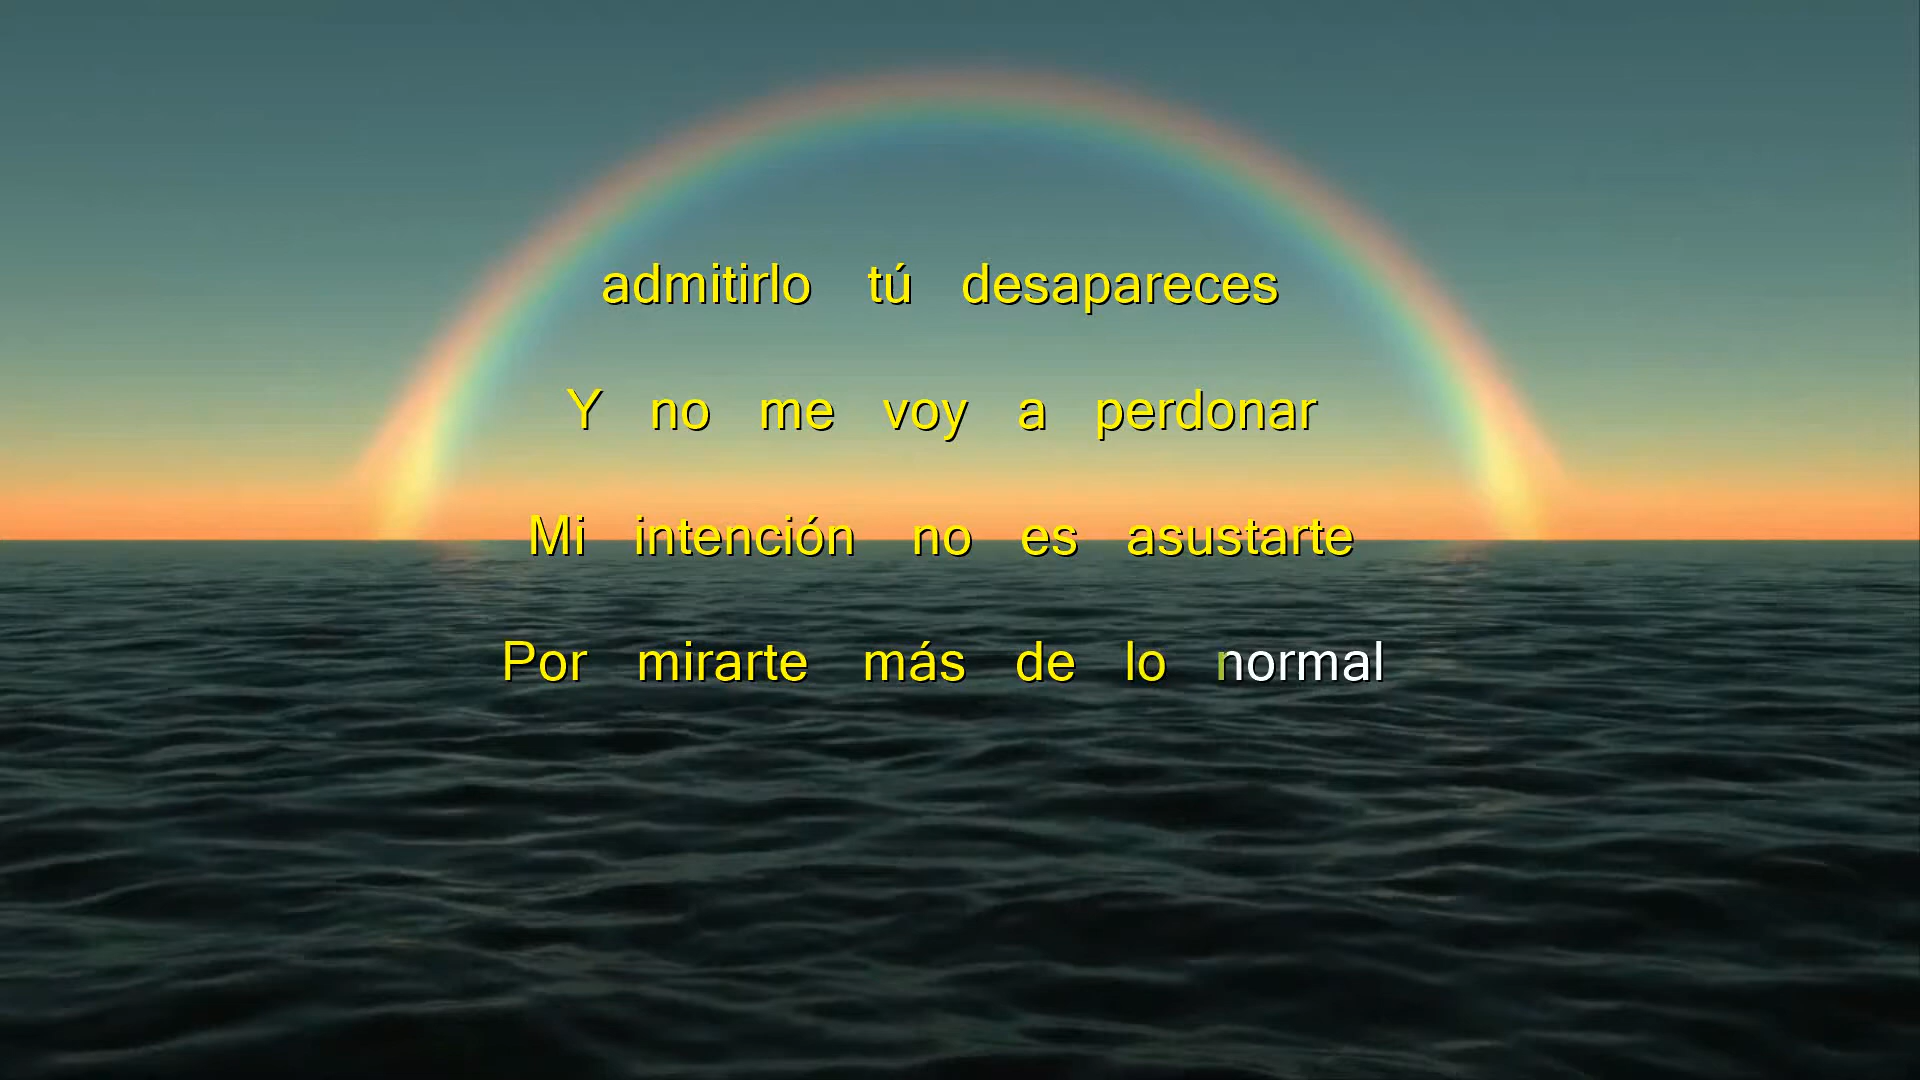 admitirlo tú desapareces
Y no me voy a perdonar
Mi intención no es asustarte
Por mirarte más de lo normal